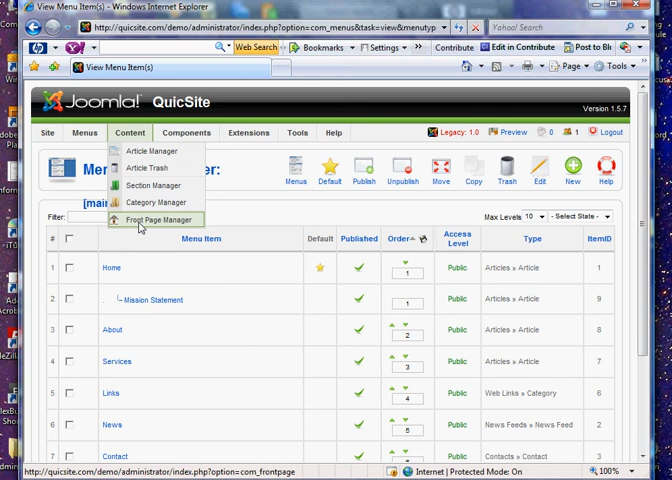 View Menu Item(s) - Windows Internet Explorer
http://quicsite.com/demo/administrator/index.php?option=com_menus&task=view&menutyp
Yahoo! Search
hp
Y!
Web Search
Bookmarks
Settings
Contribute
Edit in Contribute
Post to Bl
View Menu Item(s)
Page
Tools
Joomla!
QuicSite
Version 1.5.7
Site
Menus
Content
Components
Extensions
Tools
Help
Legacy: 1.0
Preview
0
1
Logout
Article Manager
Article Trash
Section Manager
Category Manager
Front Page Manager
[mai
Menus
Default
Publish
Unpublish
Move
Copy
Trash
Edit
New
Help
Filter:
Max Levels 10 - Select State -
# Menu Item Default Published Order Access Level Type ItemID
1 Home 1 Public Articles » Article 1
2 . Mission Statement 1 Public Articles » Article 9
3 About 2 Public Articles » Article 8
4 Services 3 Public Articles » Article 7
5 Links 4 Public Web Links » Category 6
6 News 5 Public News Feeds » News Feed 2
7 Contact 6 Public Contacts » Contact 3
http://quicsite.com/demo/administrator/index.php?option=com_frontpage
Internet | Protected Mode: On
100%